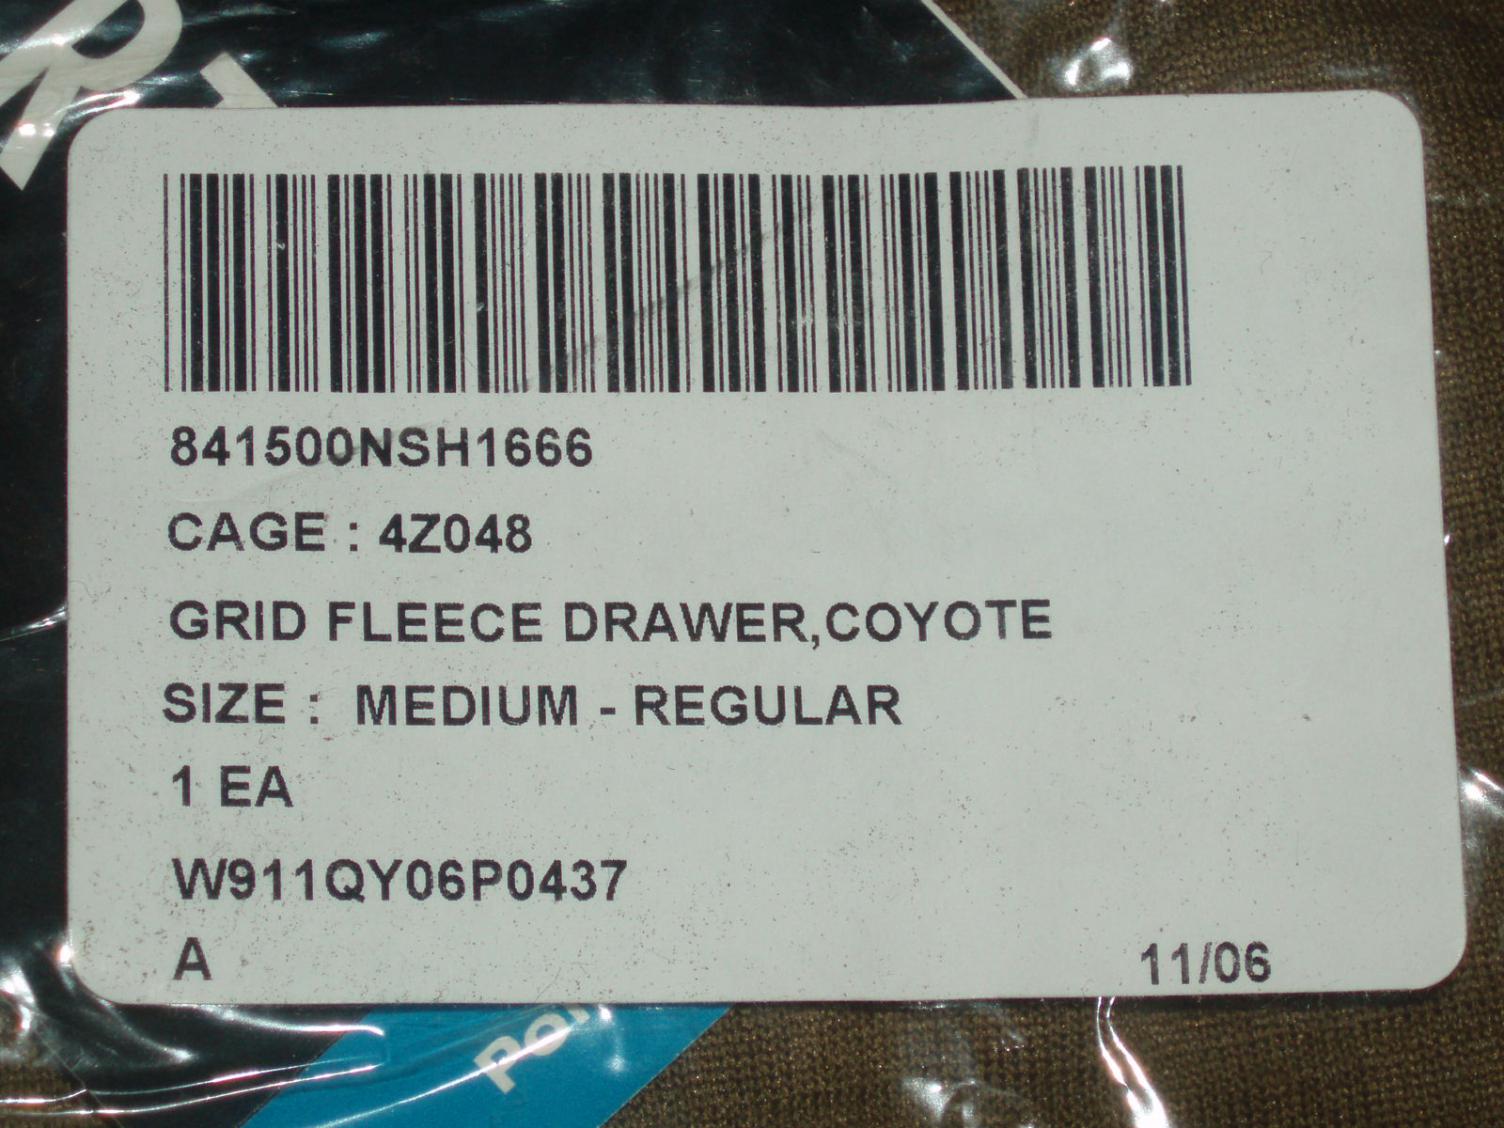 841500NSH1666
CAGE : 4Z048
GRID FLEECE DRAWER,COYOTE
SIZE : MEDIUM - REGULAR
1 EA
W911QY06P0437
A 11/06